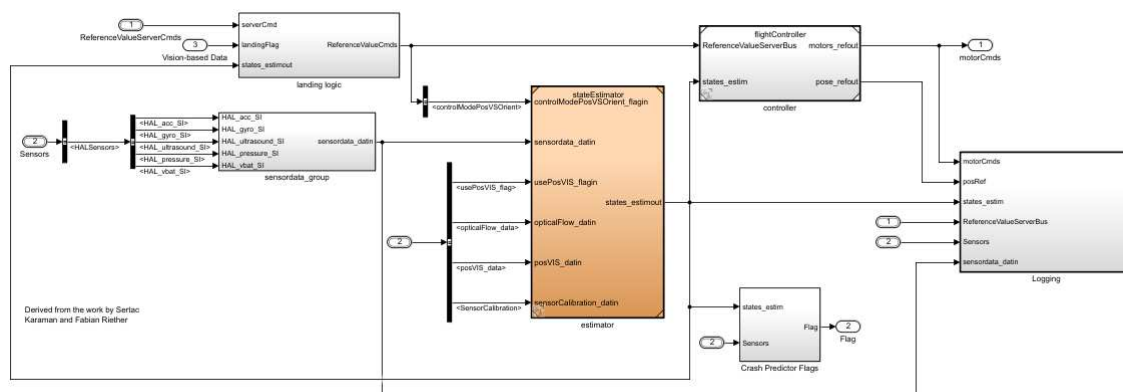 1
ReferenceValueServerCmds
3
Vision-based Data
serverCmd
landingFlag
states_estimout
ReferenceValueCmds
landing logic
flightController
ReferenceValueServerBus
states_estim
motors_refout
pose_refout
controller
1
motorCmds
<controlModePosVSOrient>
2
Sensors
<HALSensors>
<HAL_acc_SI>
<HAL_gyro_SI>
<HAL_ultrasound_SI>
<HAL_pressure_SI>
<HAL_vbat_SI>
HAL_acc_SI
HAL_gyro_SI
HAL_ultrasound_SI
HAL_pressure_SI
HAL_vbat_SI
sensordata_datin
sensordata_group
2
<usePosVIS_flag>
<opticalFlow_data>
<posVIS_data>
<SensorCalibration>
stateEstimator
controlModePosVSOrient_flagin
sensordata_datin
usePosVIS_flagin
opticalFlow_datin
posVIS_datin
sensorCalibration_datin
states_estimout
estimator
motorCmds
posRef
states_estim
ReferenceValueServerBus
Sensors
sensordata_datin
Logging
1
2
states_estim
Sensors
Flag
Crash Predictor Flags
2
2
Flag
Derived from the work by Sertac
Karaman and Fabian Riether